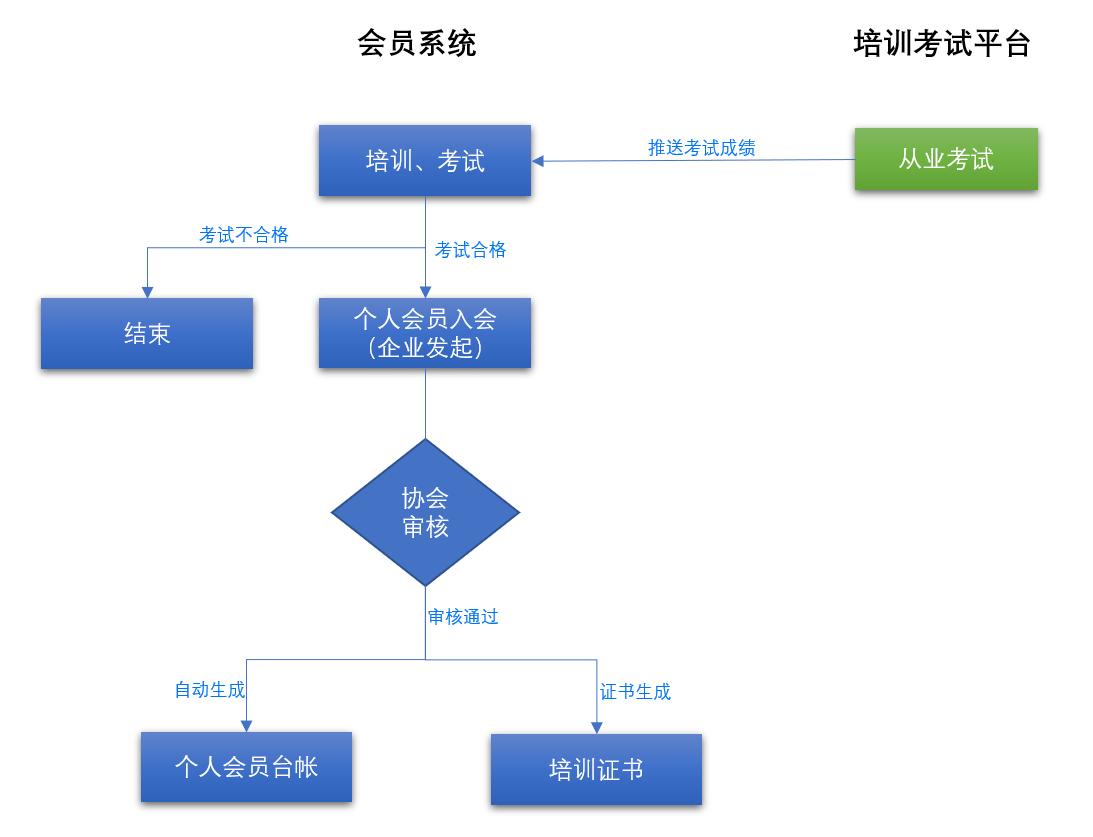 会员系统
培训考试平台
培训、考试
推送考试成绩
从业考试
考试不合格
考试合格
结束
个人会员入会
（企业发起）
协会
审核
审核通过
自动生成
证书生成
个人会员台帐
培训证书